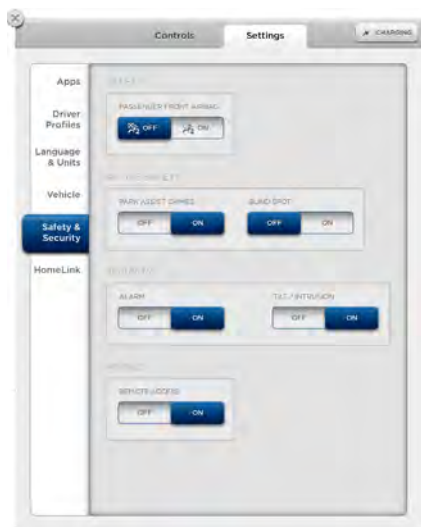 Controls
Settings
CHARGING
Apps
Driver
Profiles
Language
& Units
Vehicle
Safety &
Security
HomeLink
PASSENGER FRONT AIRBAG
OFF
ON
PARK ASSIST CHIMES
BLIND SPOT
OFF
ON
OFF
ON
ALARM
TILT / INTRUSION
OFF
ON
OFF
ON
REMOTE ACCESS
OFF
ON